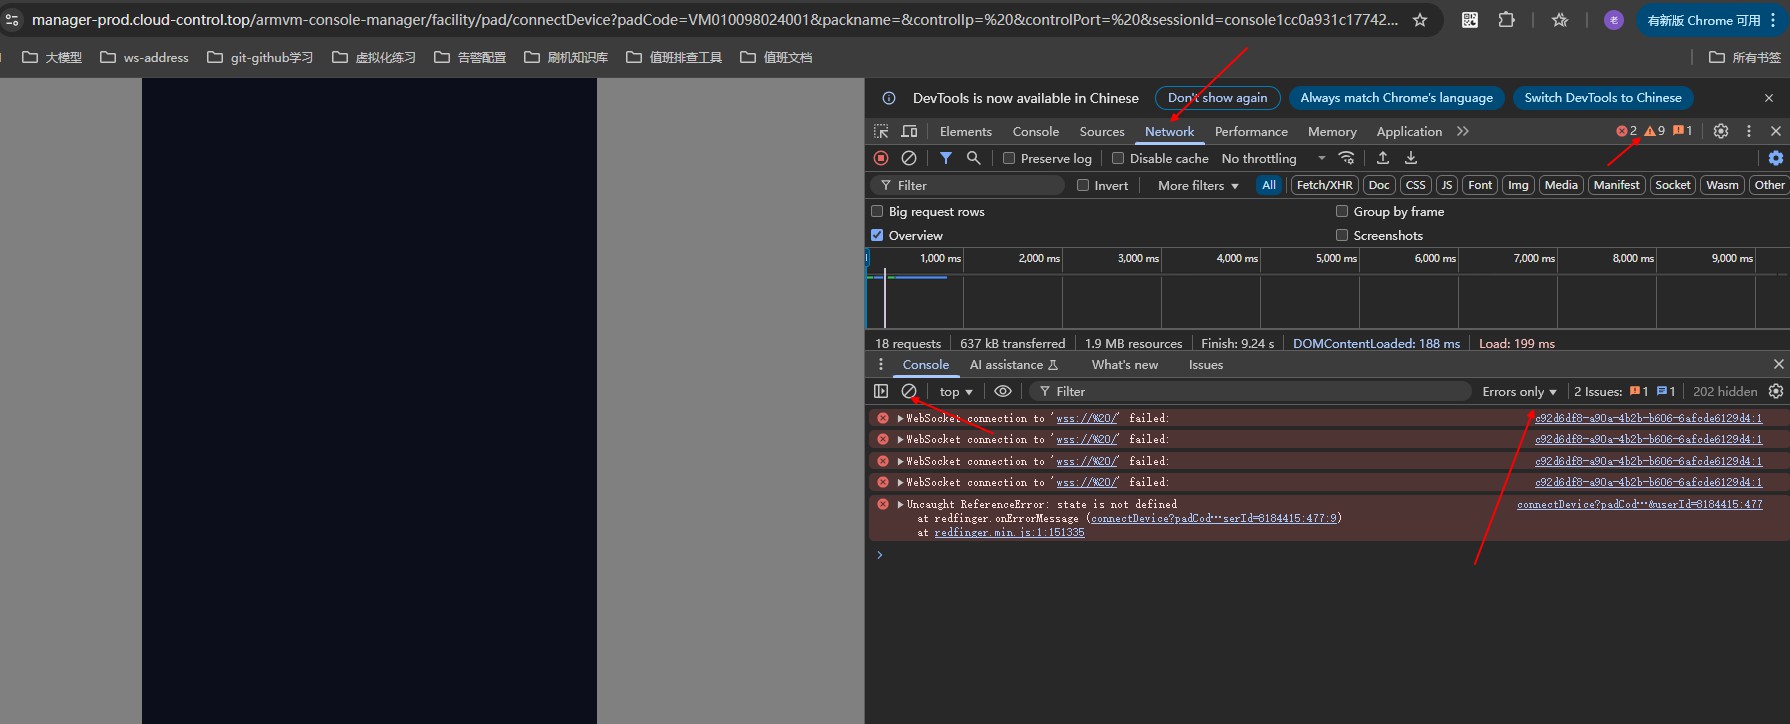 manager-prod.cloud-control.top/armvm-console-manager/facility/pad/connectDevice?padCode=VM010098024001&packname=&controlIp=%20&controlPort=%20&sessionId=console1cc0a931c17742...
老
有新版 Chrome 可用
大模型
ws-address
git-github学习
虚拟化练习
告警配置
刷机知识库
值班排查工具
值班文档
所有书签
DevTools is now available in Chinese
Don't show again
Always match Chrome's language
Switch DevTools to Chinese
Elements
Console
Sources
Network
Performance
Memory
Application
2
9
1
Preserve log
Disable cache
No throttling
Filter
Invert
More filters
All
Fetch/XHR
Doc
CSS
JS
Font
Img
Media
Manifest
Socket
Wasm
Other
Big request rows
Group by frame
Overview
Screenshots
1,000 ms
2,000 ms
3,000 ms
4,000 ms
5,000 ms
6,000 ms
7,000 ms
8,000 ms
9,000 ms
18 requests
637 kB transferred
1.9 MB resources
Finish: 9.24 s
DOMContentLoaded: 188 ms
Load: 199 ms
Console
AI assistance
What's new
Issues
top
Filter
Errors only
2 Issues:
1
1
202 hidden
WebSocket connection to 'wss://%20/' failed:
c92d6df8-a90a-4b2b-b606-6afcde6129d4:1
WebSocket connection to 'wss://%20/' failed:
c92d6df8-a90a-4b2b-b606-6afcde6129d4:1
WebSocket connection to 'wss://%20/' failed:
c92d6df8-a90a-4b2b-b606-6afcde6129d4:1
WebSocket connection to 'wss://%20/' failed:
c92d6df8-a90a-4b2b-b606-6afcde6129d4:1
Uncaught ReferenceError: state is not defined
connectDevice?padCod…&userId=8184415:477
at redfinger.onErrorMessage (connectDevice?padCod…serId=8184415:477:9)
at redfinger.min.js:1:151335